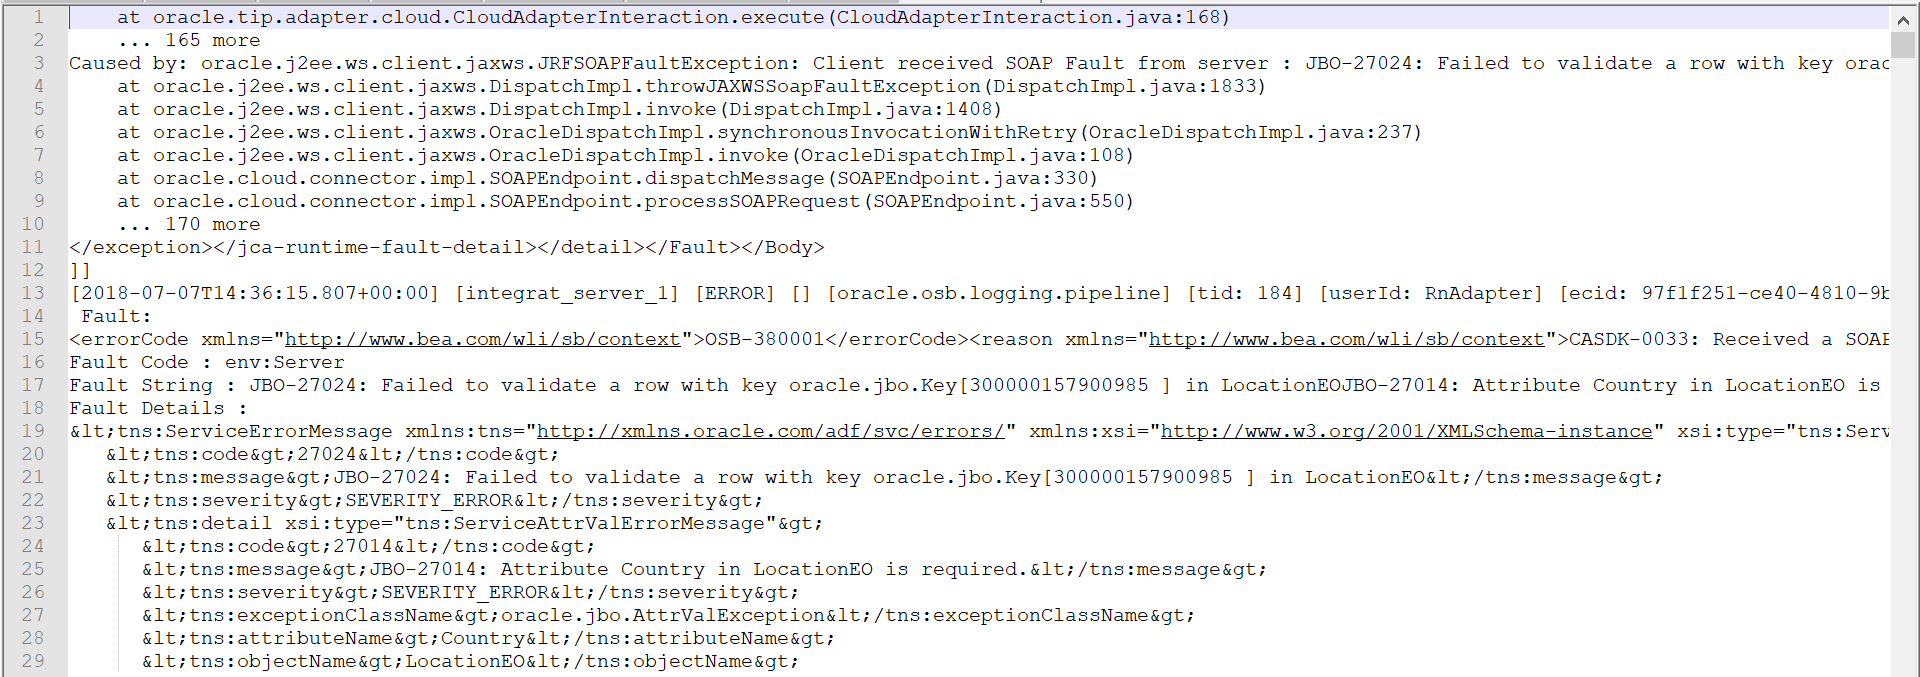 1 at oracle.tip.adapter.cloud.CloudAdapterInteraction.execute(CloudAdapterInteraction.java:168)
2 ... 165 more
3 Caused by: oracle.j2ee.ws.client.jaxws.JRFSOAPFaultException: Client received SOAP Fault from server : JBO-27024: Failed to validate a row with key orac
4 at oracle.j2ee.ws.client.jaxws.DispatchImpl.throwJAXWSSoapFaultException(DispatchImpl.java:1833)
5 at oracle.j2ee.ws.client.jaxws.DispatchImpl.invoke(DispatchImpl.java:1408)
6 at oracle.j2ee.ws.client.jaxws.OracleDispatchImpl.synchronousInvocationWithRetry(OracleDispatchImpl.java:237)
7 at oracle.j2ee.ws.client.jaxws.OracleDispatchImpl.invoke(OracleDispatchImpl.java:108)
8 at oracle.cloud.connector.impl.SOAPEndpoint.dispatchMessage(SOAPEndpoint.java:330)
9 at oracle.cloud.connector.impl.SOAPEndpoint.processSOAPRequest(SOAPEndpoint.java:550)
10 ... 170 more
11 </exception></jca-runtime-fault-detail></detail></Fault></Body>
12 ]]
13 [2018-07-07T14:36:15.807+00:00] [integrat_server_1] [ERROR] [] [oracle.osb.logging.pipeline] [tid: 184] [userId: RnAdapter] [ecid: 97f1f251-ce40-4810-9b
14 Fault:
15 <errorCode xmlns="http://www.bea.com/wli/sb/context">OSB-380001</errorCode><reason xmlns="http://www.bea.com/wli/sb/context">CASDK-0033: Received a SOAP
16 Fault Code : env:Server
17 Fault String : JBO-27024: Failed to validate a row with key oracle.jbo.Key[300000157900985 ] in LocationEOJBO-27014: Attribute Country in LocationEO is
18 Fault Details :
19 &lt;tns:ServiceErrorMessage xmlns:tns="http://xmlns.oracle.com/adf/svc/errors/" xmlns:xsi="http://www.w3.org/2001/XMLSchema-instance" xsi:type="tns:Serv
20 &lt;tns:code&gt;27024&lt;/tns:code&gt;
21 &lt;tns:message&gt;JBO-27024: Failed to validate a row with key oracle.jbo.Key[300000157900985 ] in LocationEO&lt;/tns:message&gt;
22 &lt;tns:severity&gt;SEVERITY_ERROR&lt;/tns:severity&gt;
23 &lt;tns:detail xsi:type="tns:ServiceAttrValErrorMessage"&gt;
24 &lt;tns:code&gt;27014&lt;/tns:code&gt;
25 &lt;tns:message&gt;JBO-27014: Attribute Country in LocationEO is required.&lt;/tns:message&gt;
26 &lt;tns:severity&gt;SEVERITY_ERROR&lt;/tns:severity&gt;
27 &lt;tns:exceptionClassName&gt;oracle.jbo.AttrValException&lt;/tns:exceptionClassName&gt;
28 &lt;tns:attributeName&gt;Country&lt;/tns:attributeName&gt;
29 &lt;tns:objectName&gt;LocationEO&lt;/tns:objectName&gt;